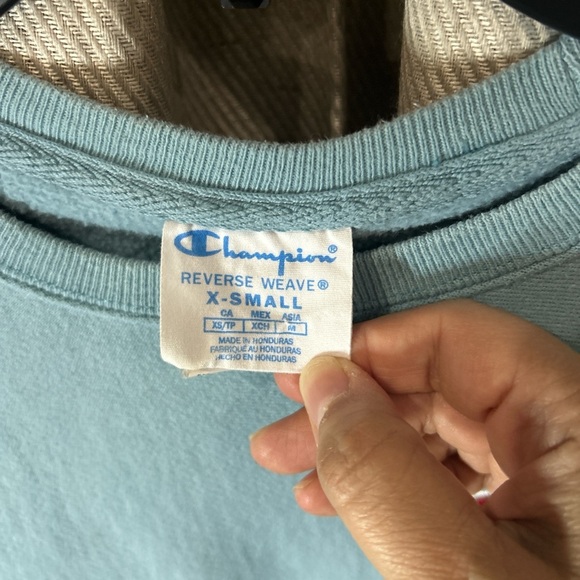 Champion®
REVERSE WEAVE®
X-SMALL
CA MEX ASIA
XS/TP XCH M
MADE IN HONDURAS
FABRIQUÉ AU HONDURAS
HECHO EN HONDURAS